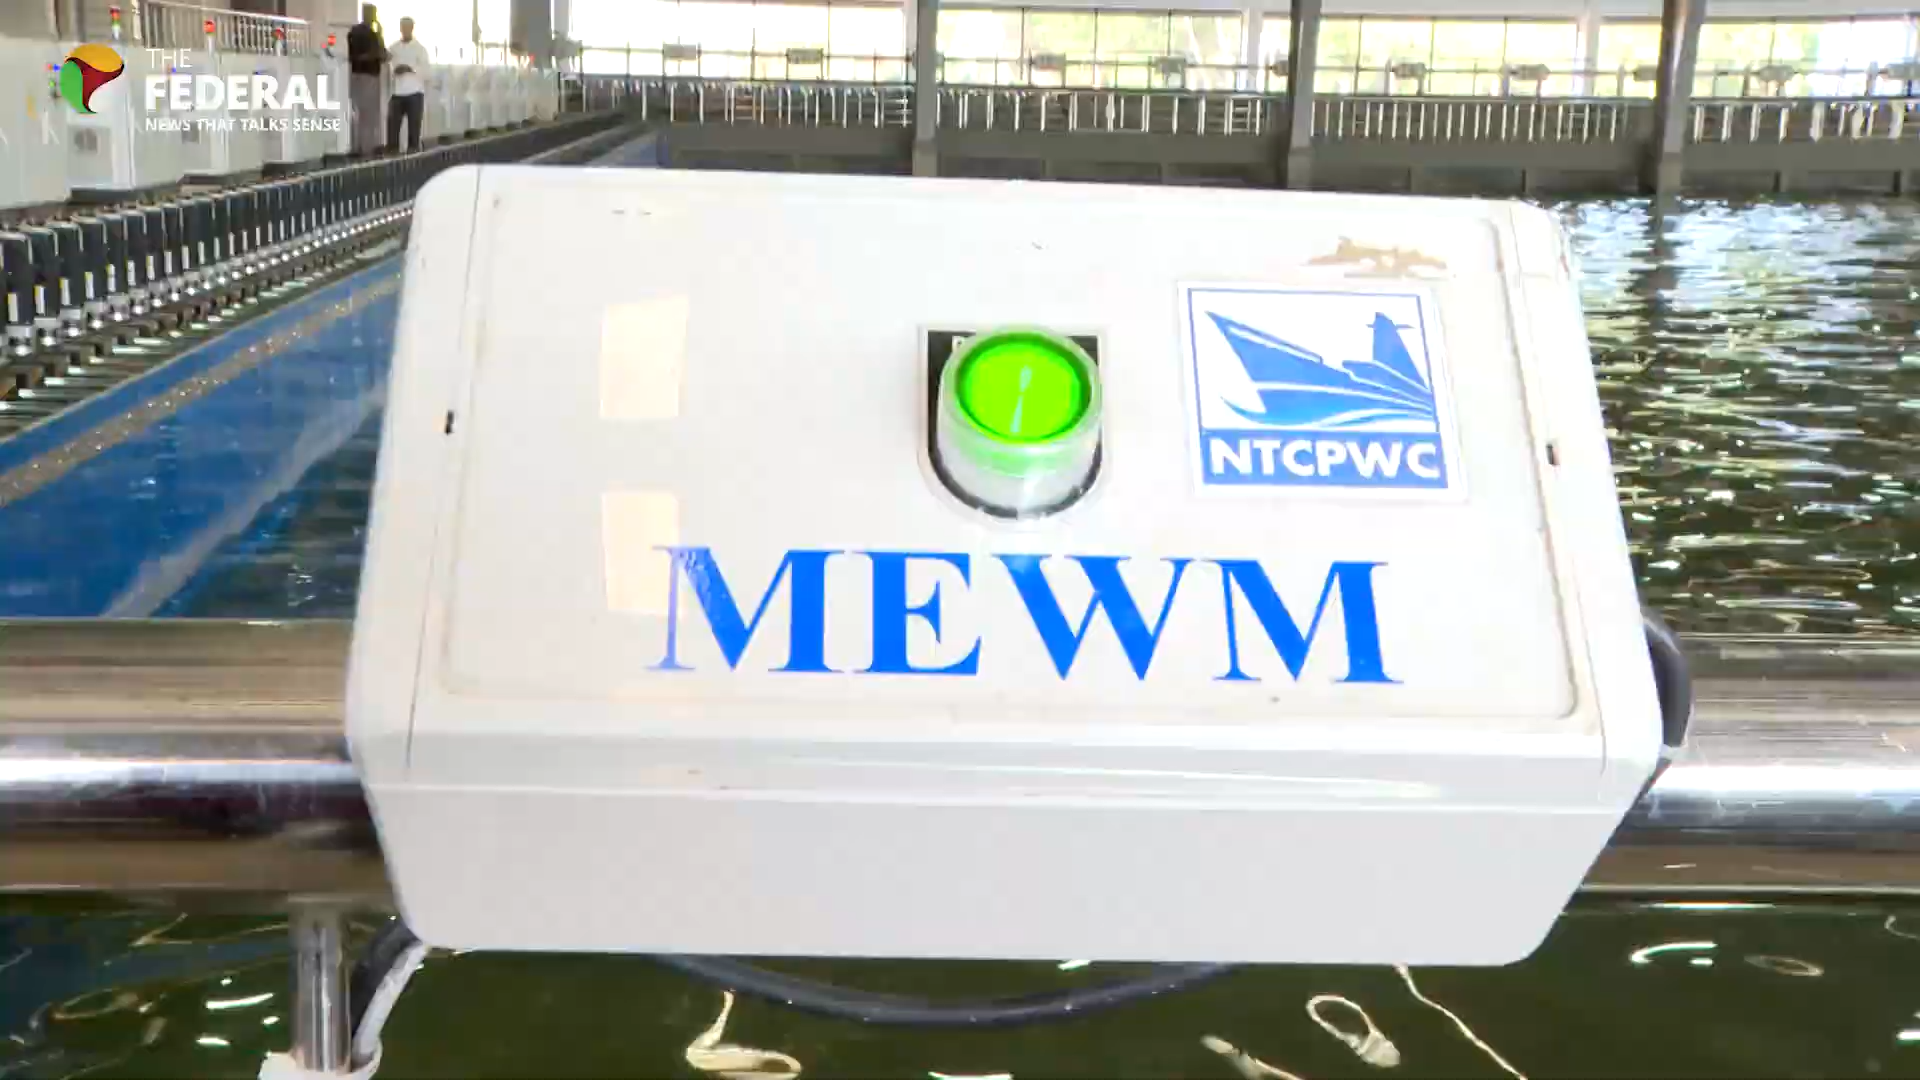 THE
FEDERAL
NEWS THAT TALKS SENSE
NTCPWC
MEWM